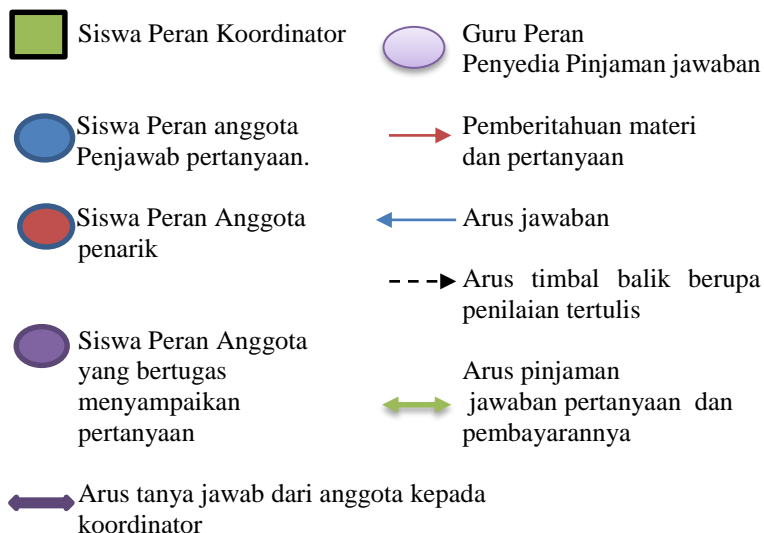 Siswa Peran Koordinator
Guru Peran
Penyedia Pinjaman jawaban
Siswa Peran anggota
Penjawab pertanyaan.
Pemberitahuan materi
dan pertanyaan
Siswa Peran Anggota
penarik
Arus jawaban
Arus timbal balik berupa
penilaian tertulis
Siswa Peran Anggota
yang bertugas
menyampaikan
pertanyaan
Arus pinjaman
jawaban pertanyaan dan
pembayarannya
Arus tanya jawab dari anggota kepada
koordinator